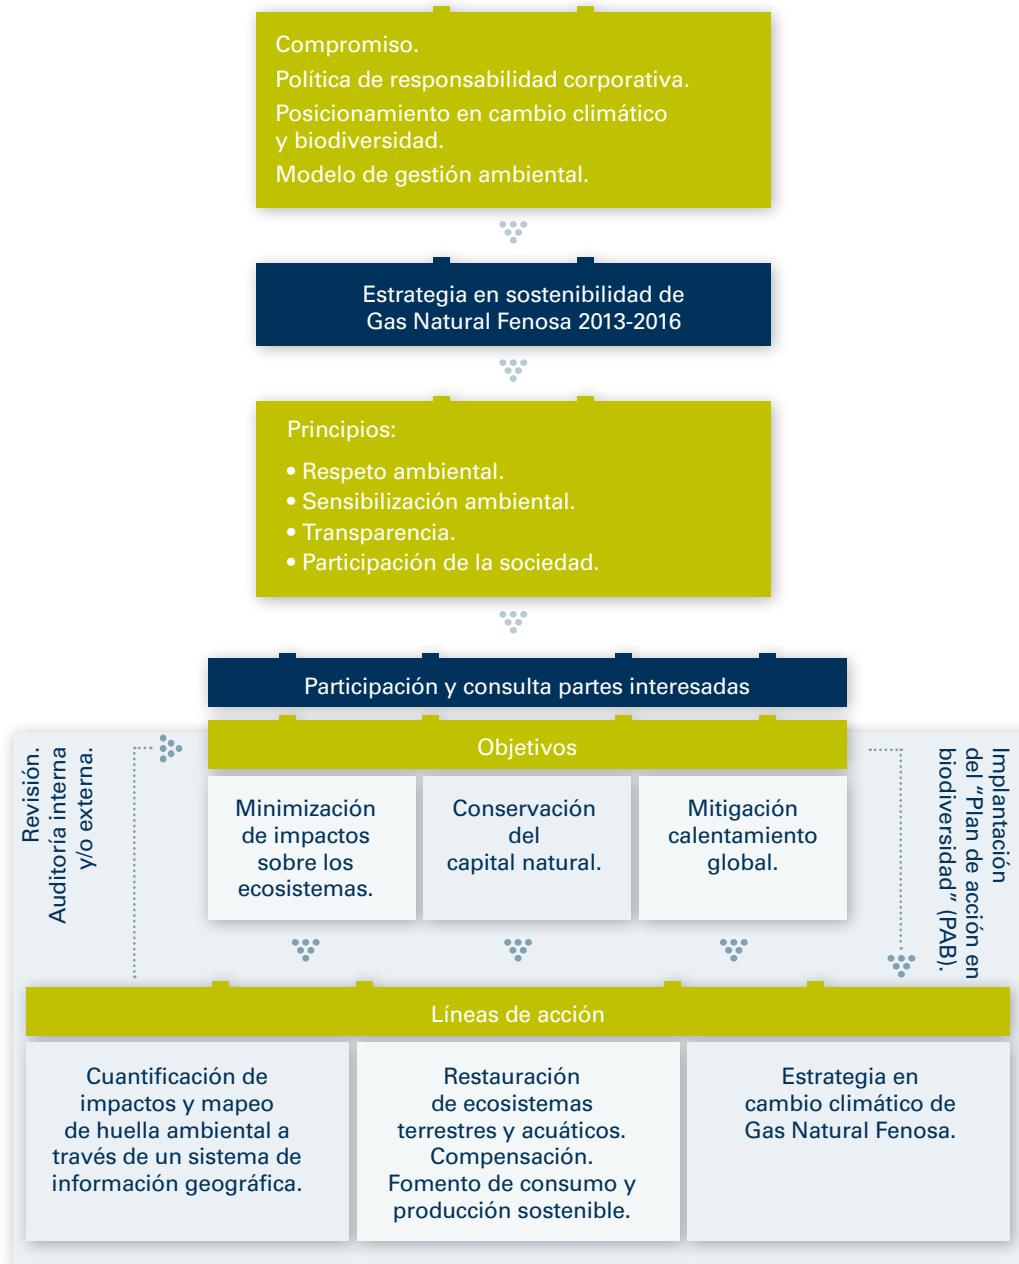 Compromiso.
Política de responsabilidad corporativa.
Posicionamiento en cambio climático
y biodiversidad.
Modelo de gestión ambiental.
Estrategia en sostenibilidad de
Gas Natural Fenosa 2013-2016
Principios:
• Respeto ambiental.
• Sensibilización ambiental.
• Transparencia.
• Participación de la sociedad.
Participación y consulta partes interesadas
Revisión.
Auditoría interna
y/o externa.
Objetivos
Minimización
de impactos
sobre los
ecosistemas.
Conservación
del
capital natural.
Mitigación
calentamiento
global.
Implantación
del “Plan de acción en
biodiversidad” (PAB).
Líneas de acción
Cuantificación de
impactos y mapeo
de huella ambiental a
través de un sistema de
información geográfica.
Restauración
de ecosistemas
terrestres y acuáticos.
Compensación.
Fomento de consumo y
producción sostenible.
Estrategia en
cambio climático de
Gas Natural Fenosa.